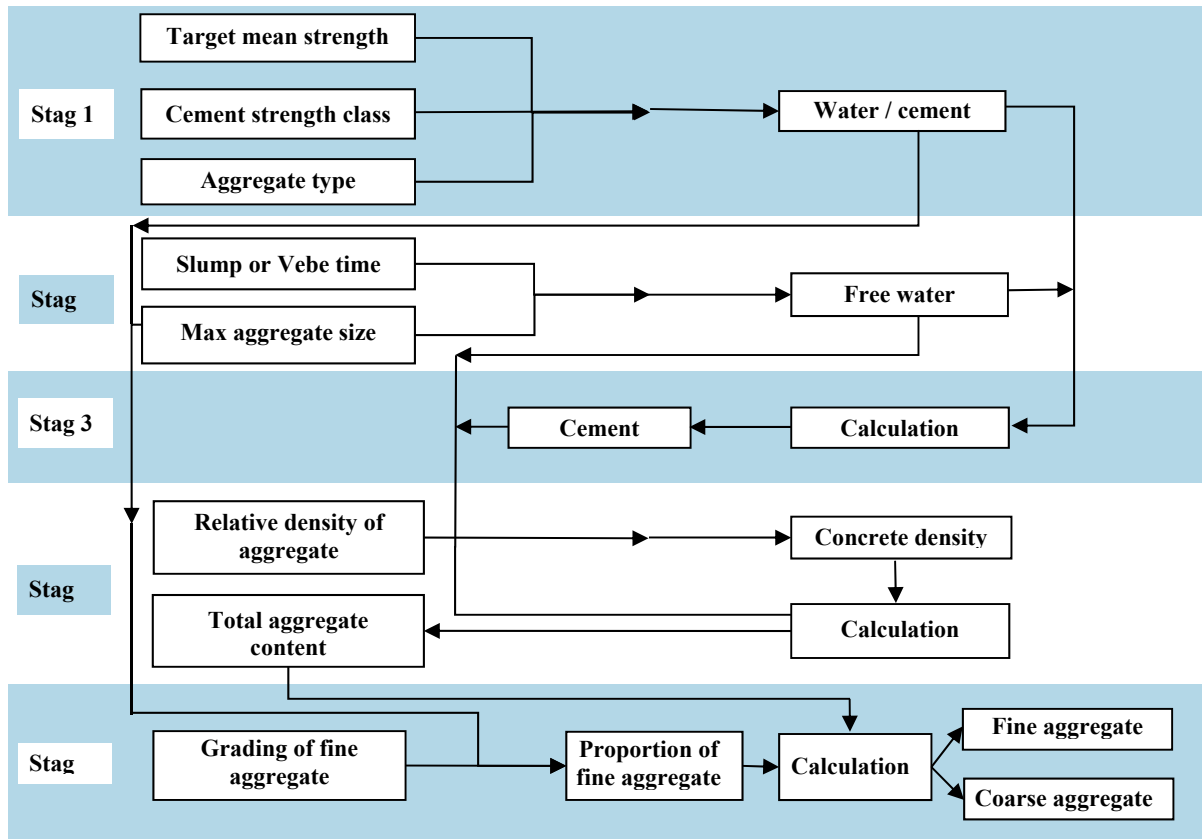 Target mean strength
Stag 1
Cement strength class
Water / cement
Aggregate type
Slump or Vebe time
Stag
Free water
Max aggregate size
Stag 3
Cement
Calculation
Relative density of
aggregate
Concrete density
Stag
Total aggregate
content
Calculation
Stag
Grading of fine
aggregate
Proportion of
fine aggregate
Calculation
Fine aggregate
Coarse aggregate